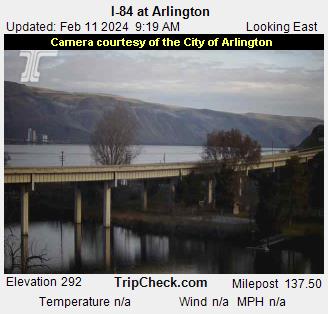 I-84 at Arlington
Updated: Feb 11 2024 9:19 AM Looking East
Camera courtesy of the City of Arlington
Elevation 292 TripCheck.com Milepost 137.50
Temperature n/a Wind n/a MPH n/a